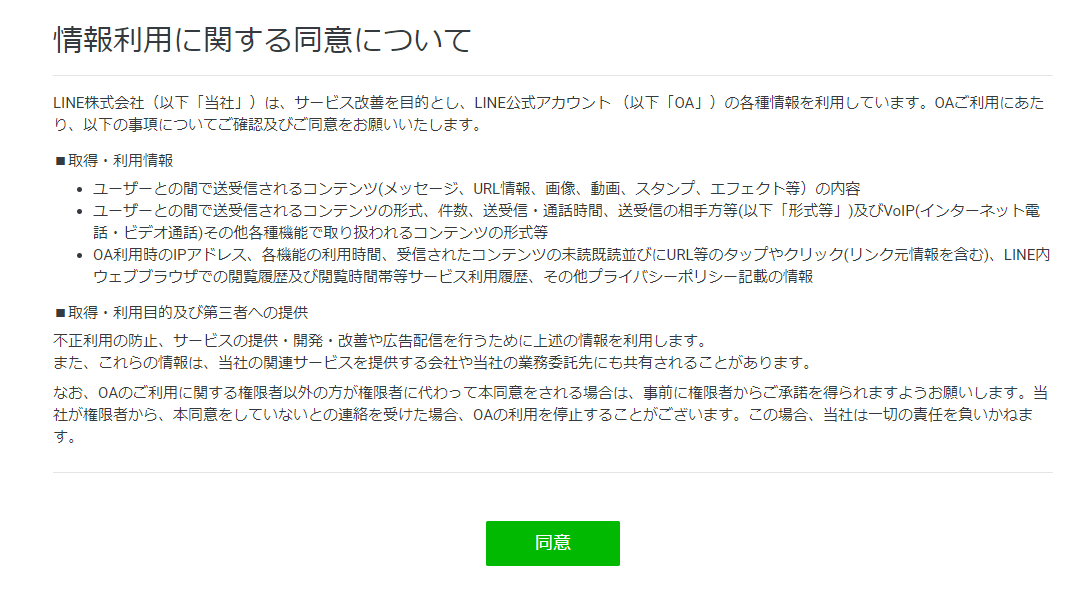 情報利用に関する同意について
LINE株式会社（以下「当社」）は、サービス改善を目的とし、LINE公式アカウント （以下「OA」）の各種情報を利用しています。OAご利用にあた
り、以下の事項についてご確認及びご同意をお願いいたします。
■取得・利用情報
• ユーザーとの間で送受信されるコンテンツ(メッセージ、URL情報、画像、動画、スタンプ、エフェクト等）の内容
• ユーザーとの間で送受信されるコンテンツの形式、件数、送受信・通話時間、送受信の相手方等(以下「形式等」)及びVoIP(インターネット電
話・ビデオ通話)その他各種機能で取り扱われるコンテンツの形式等
• OA利用時のIPアドレス、各機能の利用時間、受信されたコンテンツの未読既読並びにURL等のタップやクリック(リンク元情報を含む)、LINE内
ウェブブラウザでの閲覧履歴及び閲覧時間帯等サービス利用履歴、その他プライバシーポリシー記載の情報
■取得・利用目的及び第三者への提供
不正利用の防止、サービスの提供・開発・改善や広告配信を行うために上述の情報を利用します。
また、これらの情報は、当社の関連サービスを提供する会社や当社の業務委託先にも共有されることがあります。
なお、OAのご利用に関する権限者以外の方が権限者に代わって本同意をされる場合は、事前に権限者からご承諾を得られますようお願いします。当
社が権限者から、本同意をしていないとの連絡を受けた場合、OAの利用を停止することがございます。この場合、当社は一切の責任を負いかねま
す。
同意